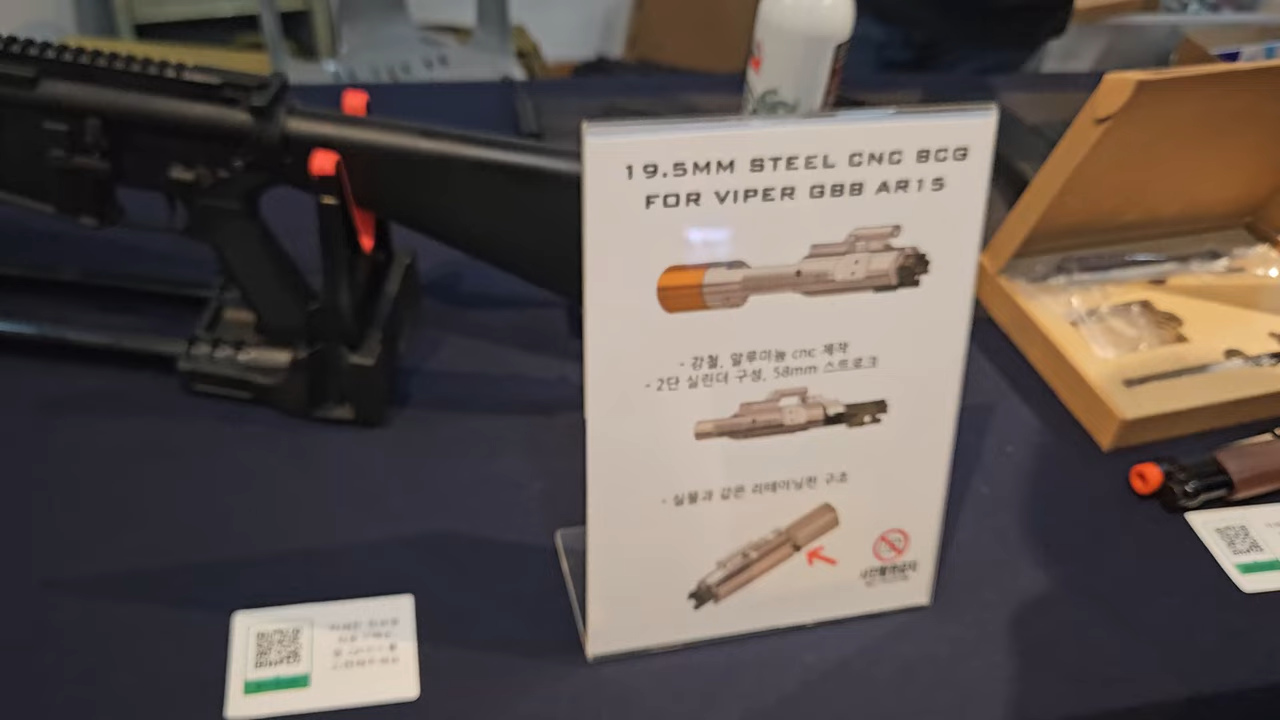 19.5MM STEEL CNC BCG
FOR VIPER GBB AR15
- 강철, 알루미늄 cnc 제작
- 2단 실린더 구성, 58mm 스트로크
- 실물과 같은 리테이닝핀 구조